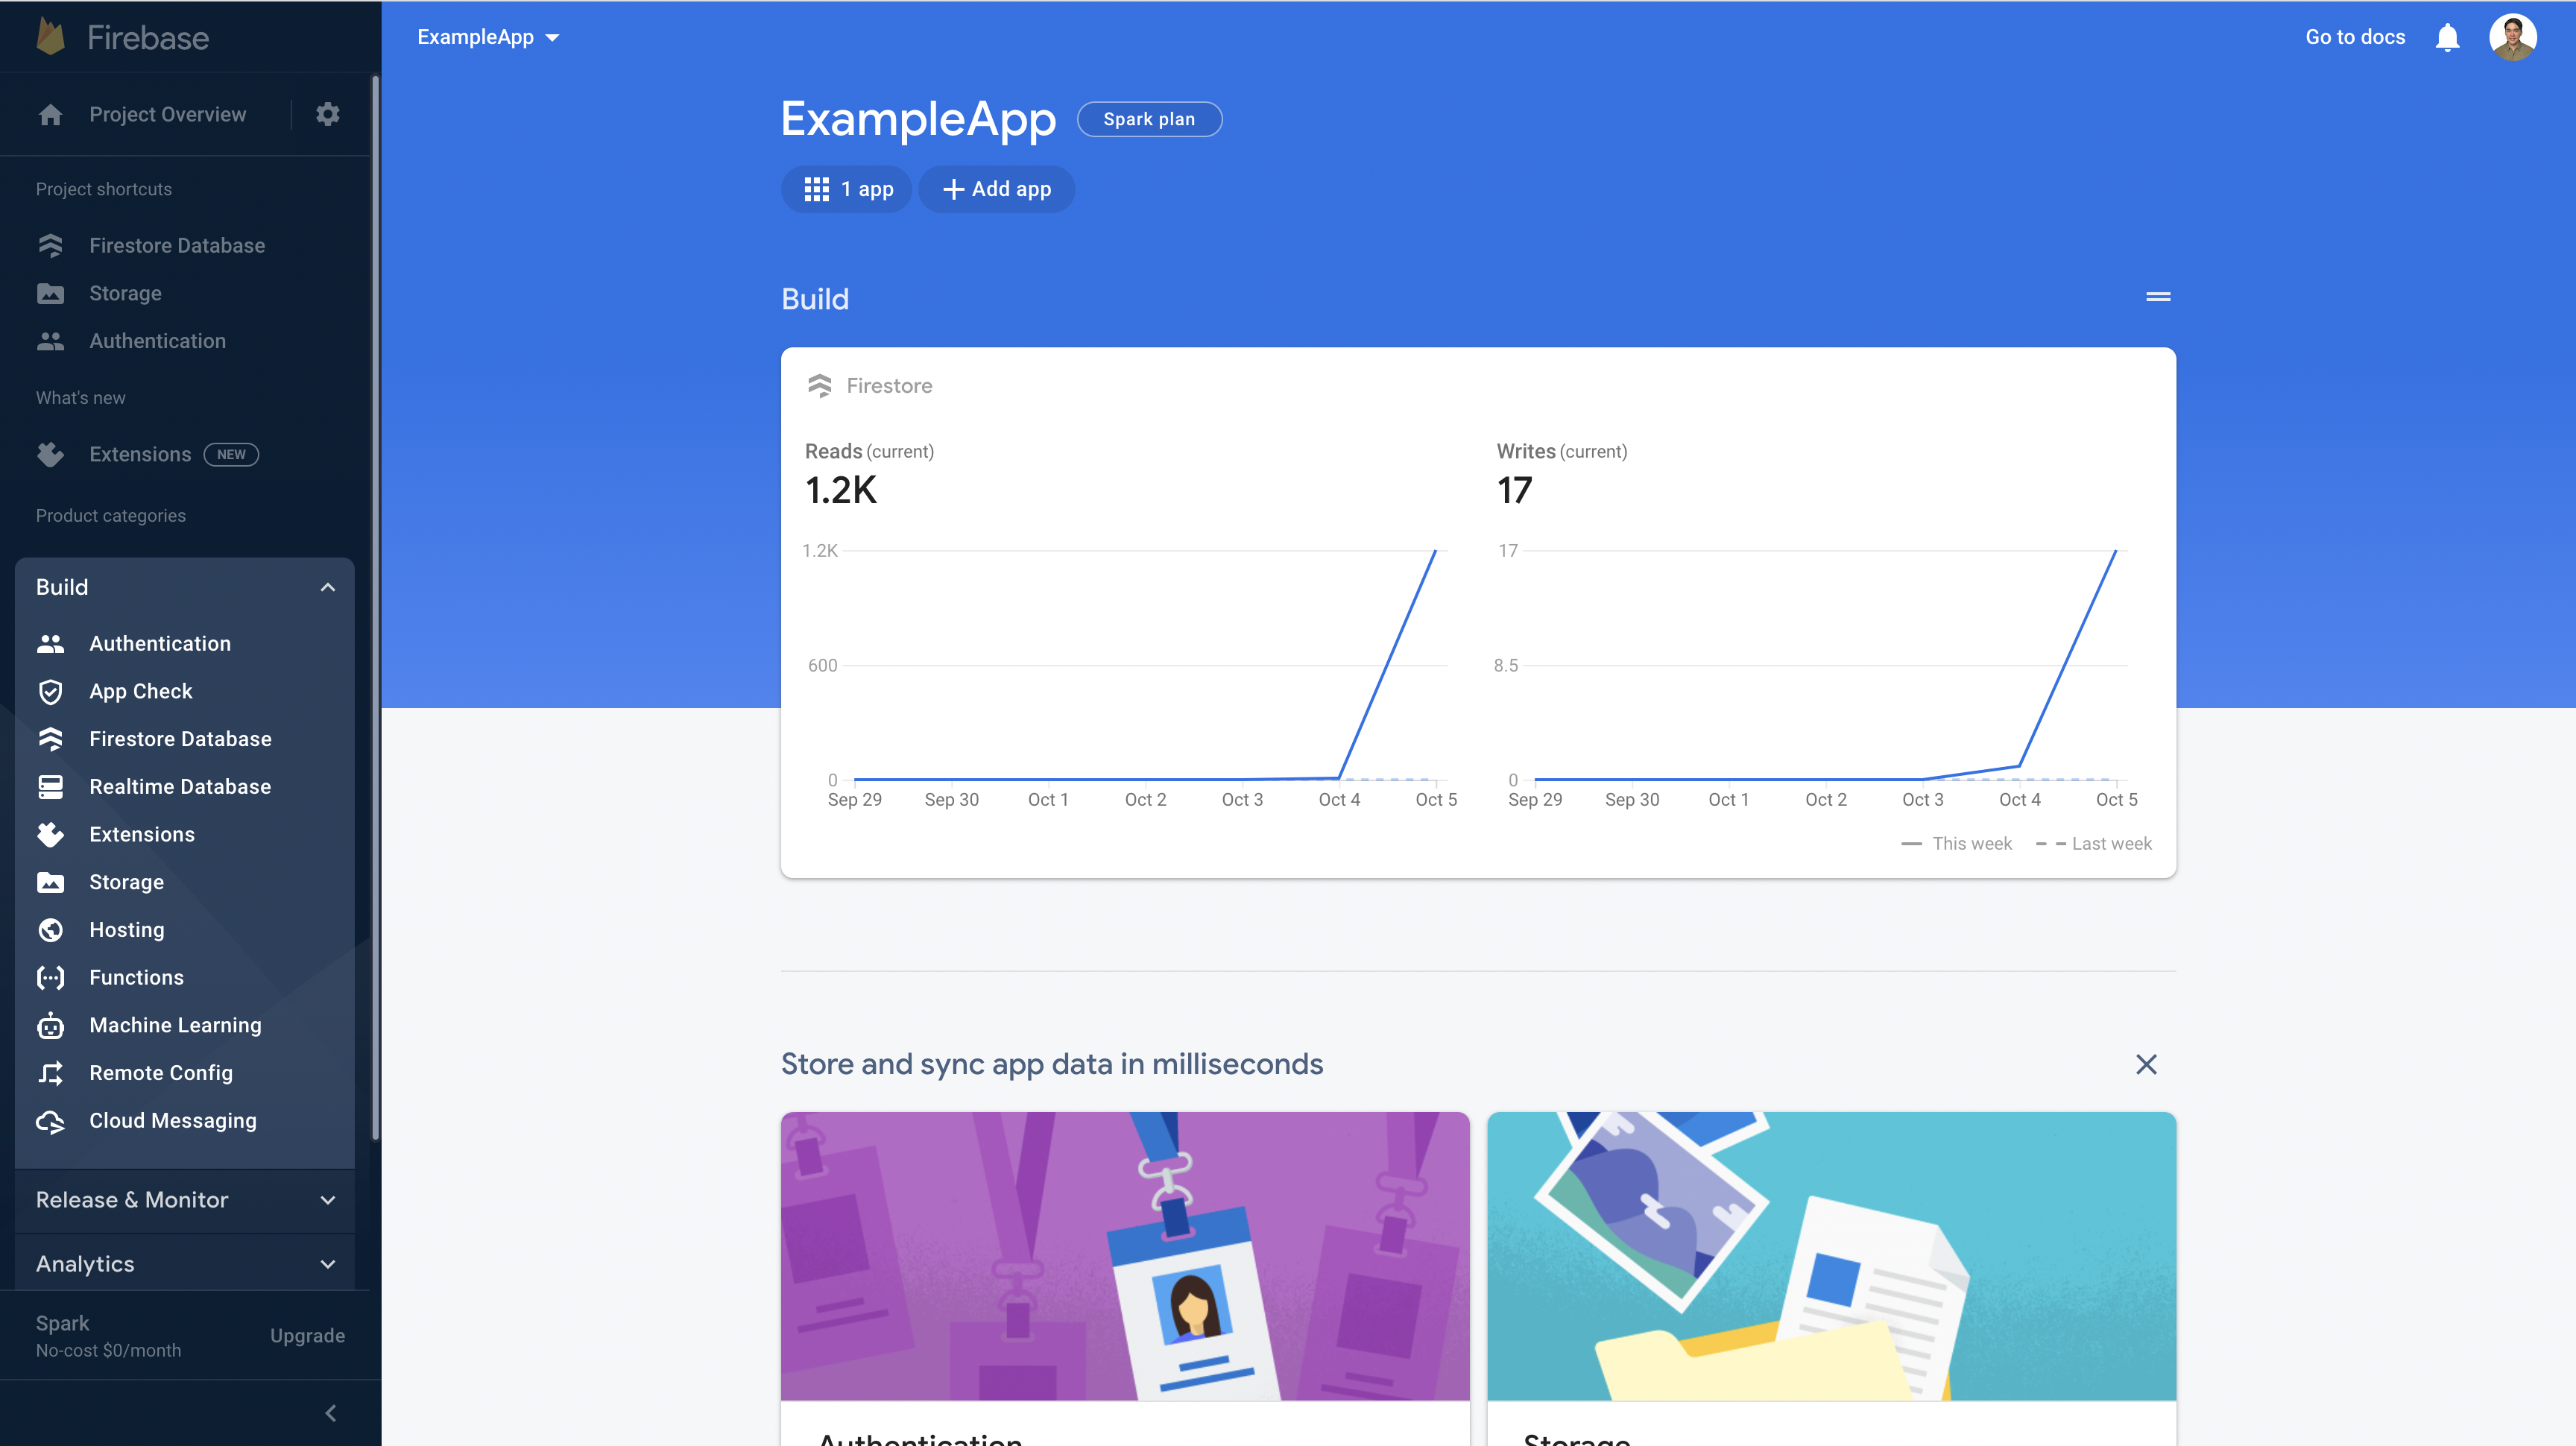 Firebase
Project Overview
Project shortcuts
Firestore Database
Storage
Authentication
What's new
Extensions NEW
Product categories
Build
Authentication
App Check
Firestore Database
Realtime Database
Extensions
Storage
Hosting
Functions
Machine Learning
Remote Config
Cloud Messaging
Release & Monitor
Analytics
Spark
No-cost $0/month
Upgrade
ExampleApp
Go to docs
ExampleApp Spark plan
1 app Add app
Build
Firestore
Reads (current)
1.2K
1.2K
600
0
Sep 29 Sep 30 Oct 1 Oct 2 Oct 3 Oct 4 Oct 5
Writes (current)
17
17
8.5
0
Sep 29 Sep 30 Oct 1 Oct 2 Oct 3 Oct 4 Oct 5
This week Last week
Store and sync app data in milliseconds
Authentication
Storage